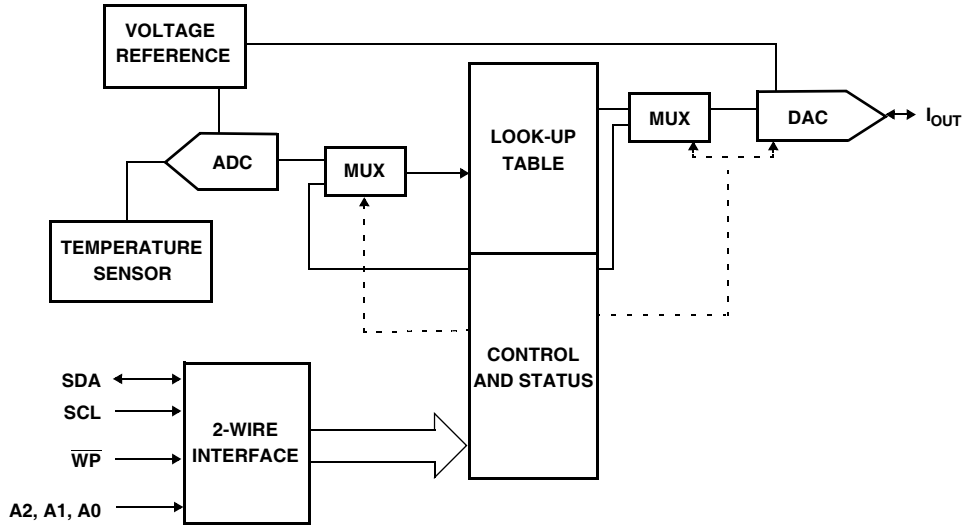 VOLTAGE
REFERENCE
ADC
MUX
LOOK-UP
TABLE
MUX
DAC
IOUT
TEMPERATURE
SENSOR
CONTROL
AND STATUS
SDA
SCL
WP
A2, A1, A0
2-WIRE
INTERFACE